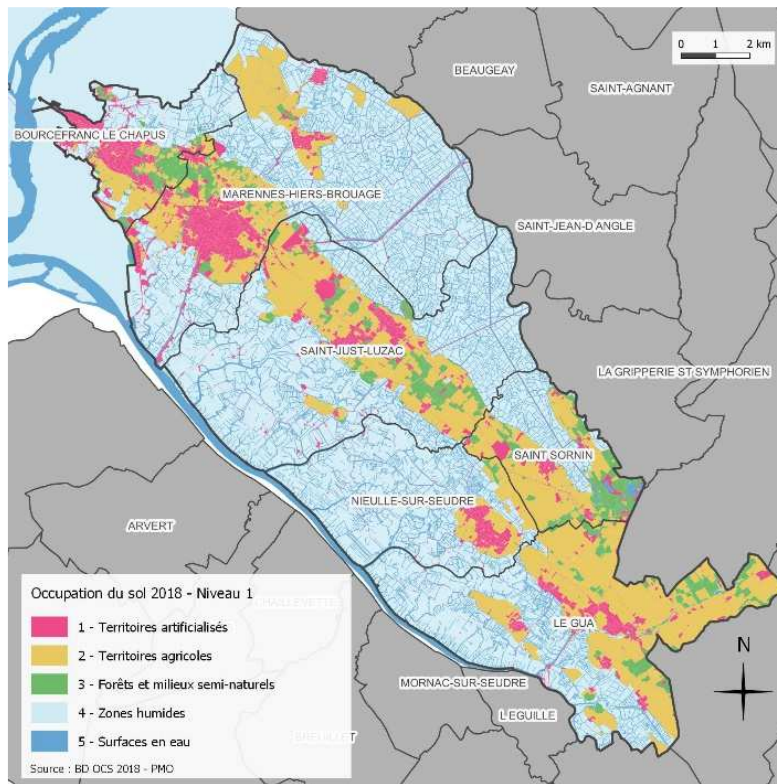 0 1 2 km
BEAUGEAY
SAINT-AGNANT
BOURCEFRANC LE CHAPUS
MARENNES-HIERS-BROUAGE
SAINT-JEAN-D'ANGLE
SAINT-JUST-LUZAC
LA GRIPPERIE ST SYMPHORIEN
SAINT SORNIN
NIEULLE-SUR-SEUDRE
ARVERT
Occupation du sol 2018 - Niveau 1
CHAILLEVETTE
1 - Territoires artificialisés
2 - Territoires agricoles
3 - Forêts et milieux semi-naturels
4 - Zones humides
5 - Surfaces en eau
Source : BD OCS 2018 - PMO
LE GUA
N
MORNAC-SUR-SEUDRE
L EGUILLE
BREUILLET